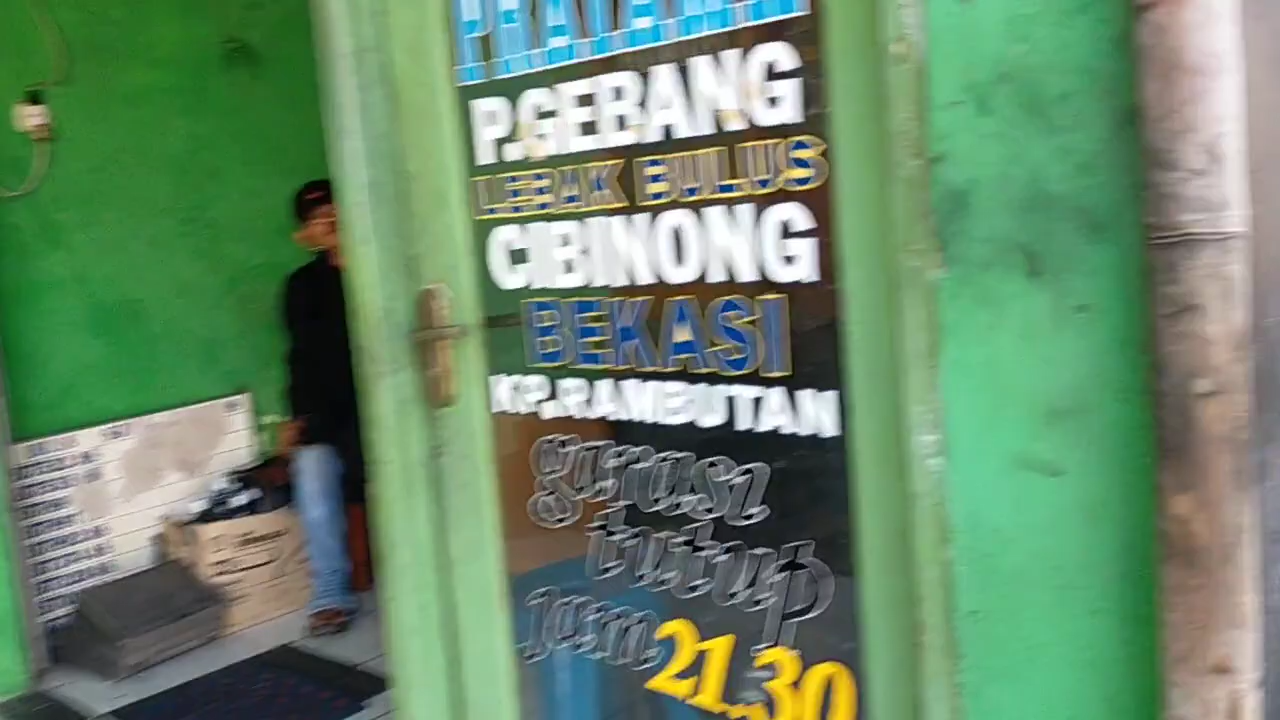 P.GEBANG
LEBAK BULUS
CIBINONG
BEKASI
KP.RAMBUTAN
garasi
tutup
jam 21.30